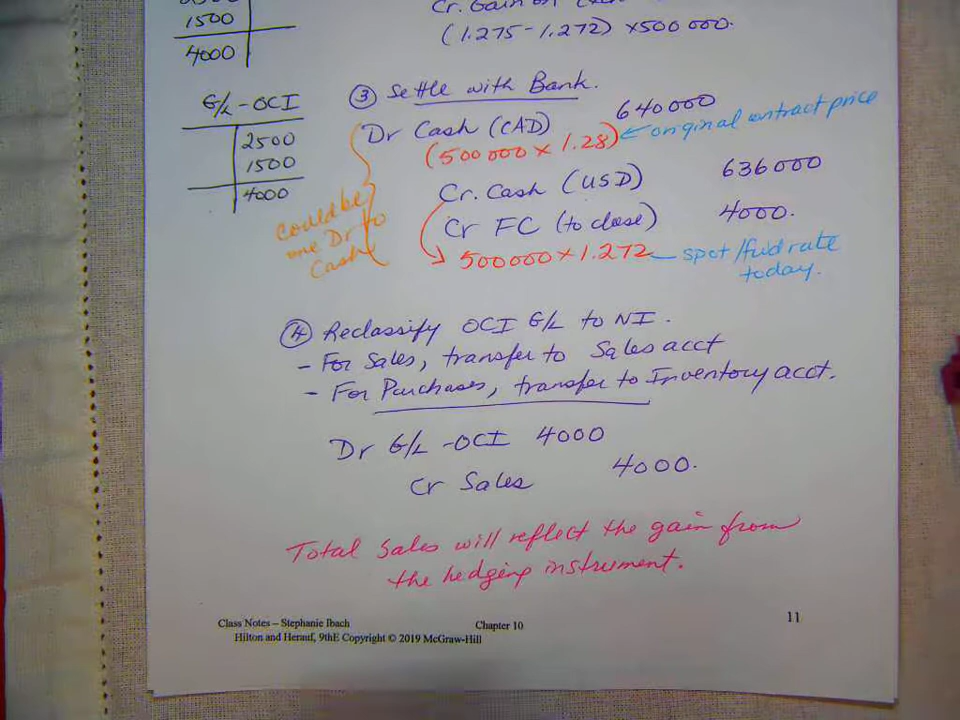 1500
4000
Cr. Gain on
(1.275-1.272) x500 000.
G/L - OCI
2500
1500
4000
③ Settle with Bank.
Dr Cash (CAD) 640000
(500 000 x 1.28) ← original contract price
Cr. Cash (USD) 636000
Cr FC (to close) 4000.
500000 x 1.272 ← spot/fwd rate
today.
could be
one Dr to
Cash
④ Reclassify OCI G/L to NI.
- For Sales, transfer to Sales acct
- For Purchases, transfer to Inventory acct.
Dr G/L -OCI 4000
Cr Sales 4000.
Total Sales will reflect the gain from
the hedging instrument.
Class Notes – Stephanie Ibach Chapter 10 11
Hilton and Herauf, 9thE Copyright © 2019 McGraw-Hill